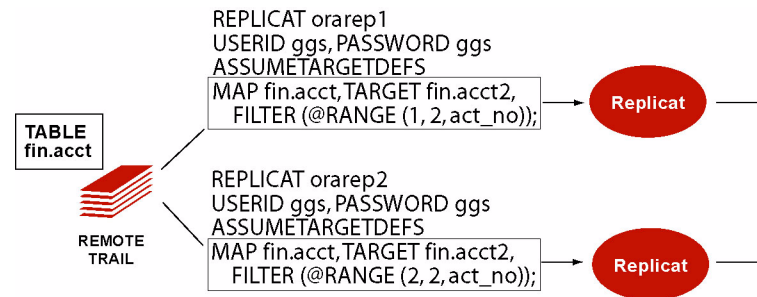 REPLICAT orarep1
USERID ggs, PASSWORD ggs
ASSUMETARGETDEFS
MAP fin.acct, TARGET fin.acct2,
FILTER (@RANGE (1, 2, act_no));
Replicat
TABLE
fin.acct
REMOTE
TRAIL
REPLICAT orarep2
USERID ggs, PASSWORD ggs
ASSUMETARGETDEFS
MAP fin.acct, TARGET fin.acct2,
FILTER (@RANGE (2, 2, act_no));
Replicat